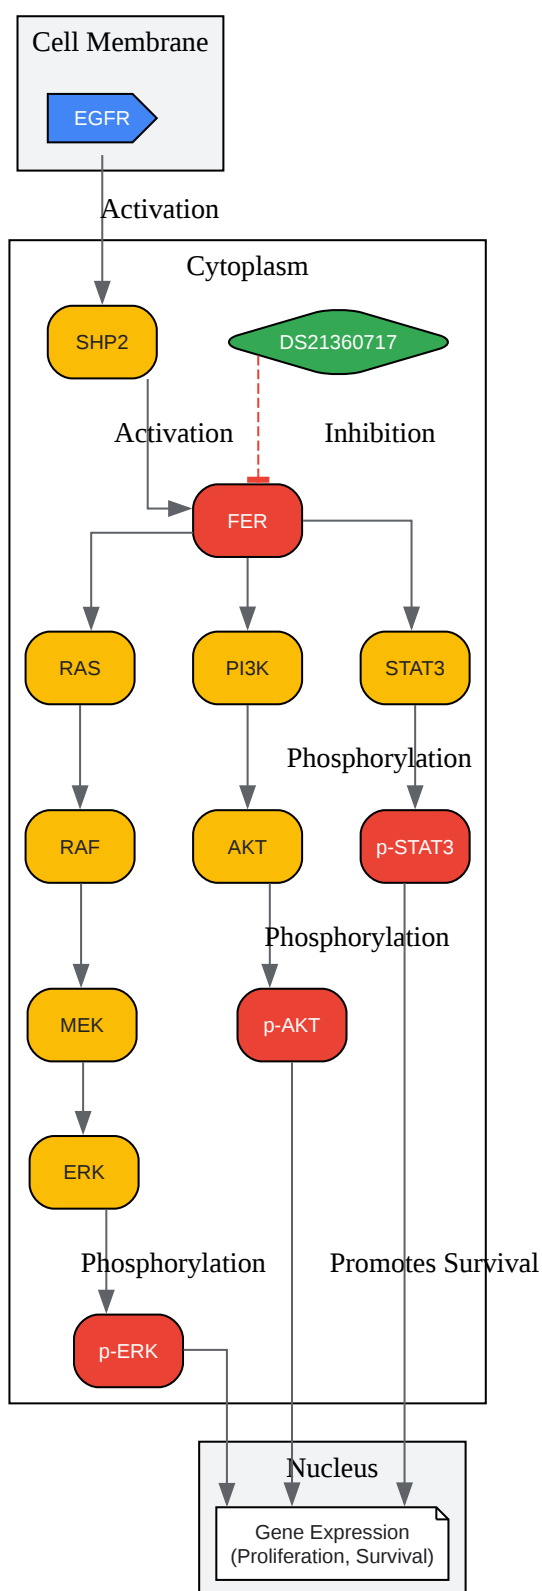 Cell Membrane
EGFR
Activation
Cytoplasm
SHP2
DS21360717
Activation
Inhibition
FER
RAS
PI3K
STAT3
Phosphorylation
RAF
AKT
p-STAT3
Phosphorylation
MEK
p-AKT
ERK
Phosphorylation
Promotes Survival
p-ERK
Nucleus
Gene Expression
(Proliferation, Survival)